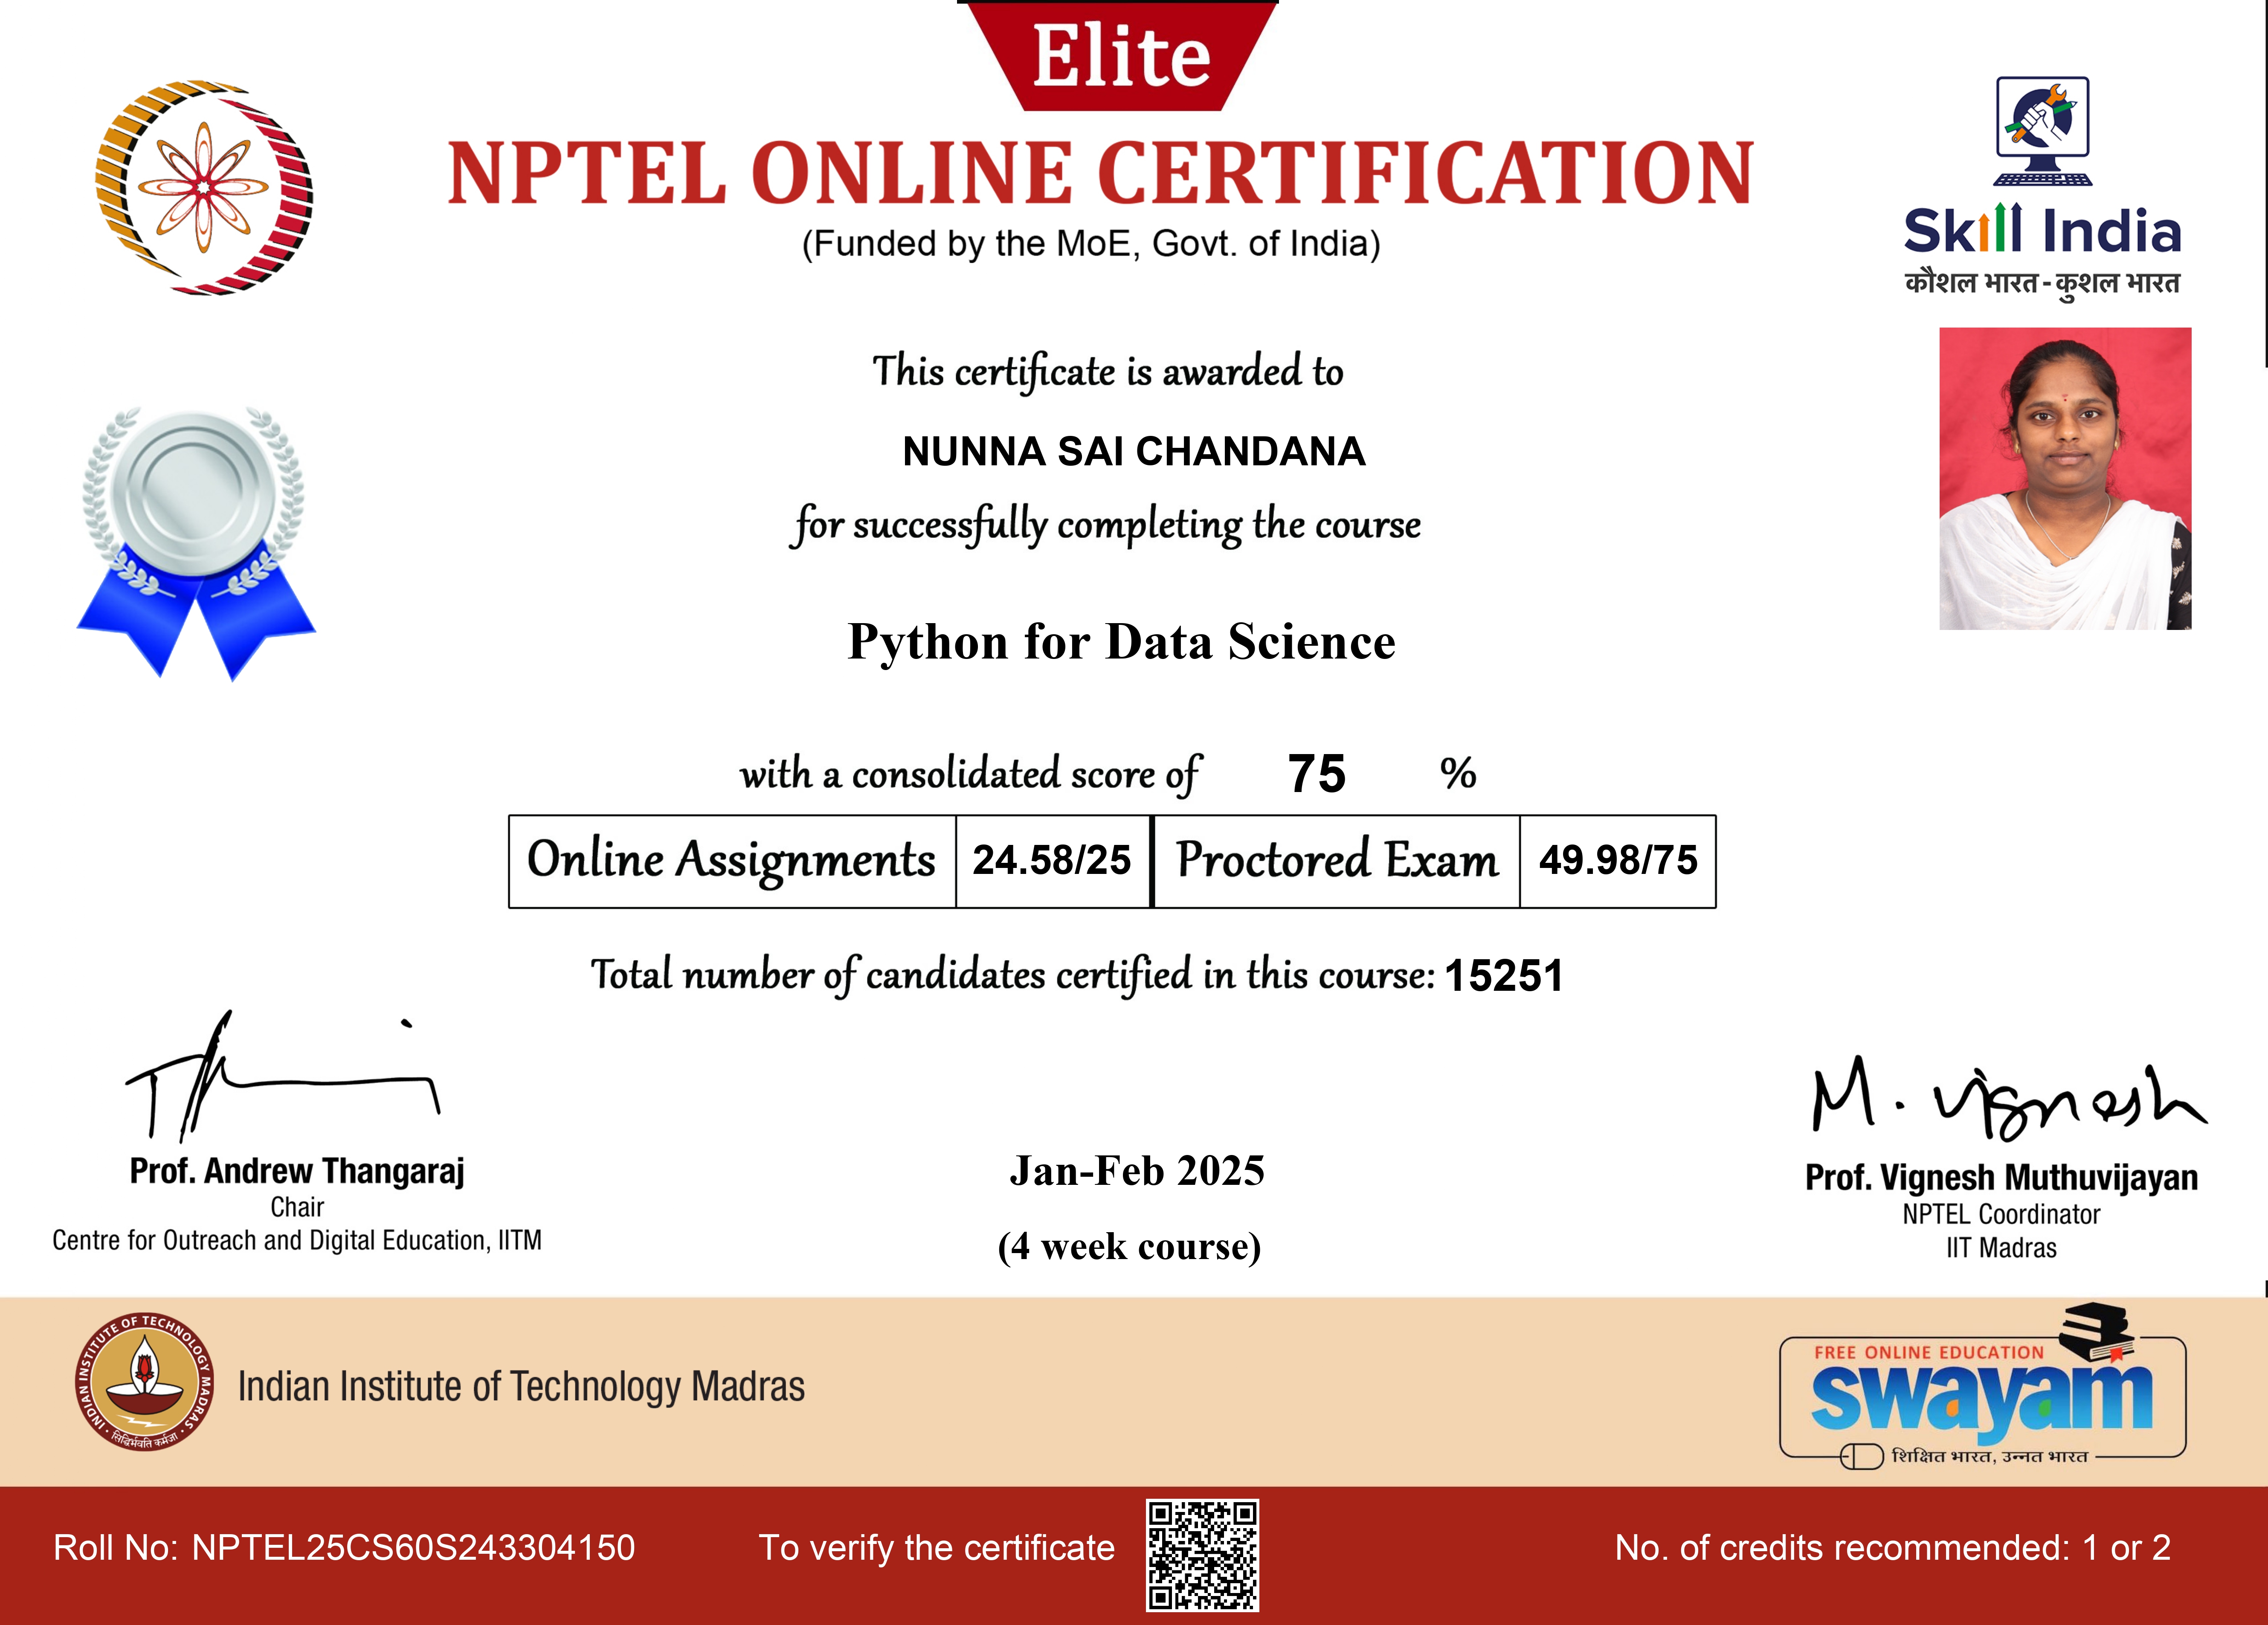 Elite
NPTEL ONLINE CERTIFICATION
(Funded by the MoE, Govt. of India)
Skill India
कौशल भारत - कुशल भारत
This certificate is awarded to
NUNNA SAI CHANDANA
for successfully completing the course
Python for Data Science
with a consolidated score of 75 %
Online Assignments 24.58/25 Proctored Exam 49.98/75
Total number of candidates certified in this course: 15251
M. Vignesh
Prof. Andrew Thangaraj
Chair
Centre for Outreach and Digital Education, IITM
Jan-Feb 2025
(4 week course)
Prof. Vignesh Muthuvijayan
NPTEL Coordinator
IIT Madras
INDIAN INSTITUTE OF TECHNOLOGY MADRAS
सिद्धिर्भवति कर्मजा
Indian Institute of Technology Madras
FREE ONLINE EDUCATION
swayam
शिक्षित भारत, उन्नत भारत
Roll No: NPTEL25CS60S243304150
To verify the certificate
No. of credits recommended: 1 or 2